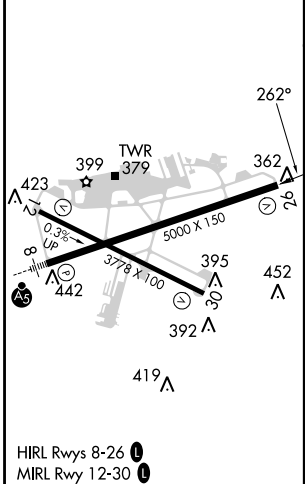 262°
TWR
399
379
362
423
26
V
12
V
0.3%
UP
5000 X 150
8
P
3778 X 100
395
452
A5
442
V
30
392
419
HIRL Rwys 8-26 L
MIRL Rwy 12-30 L